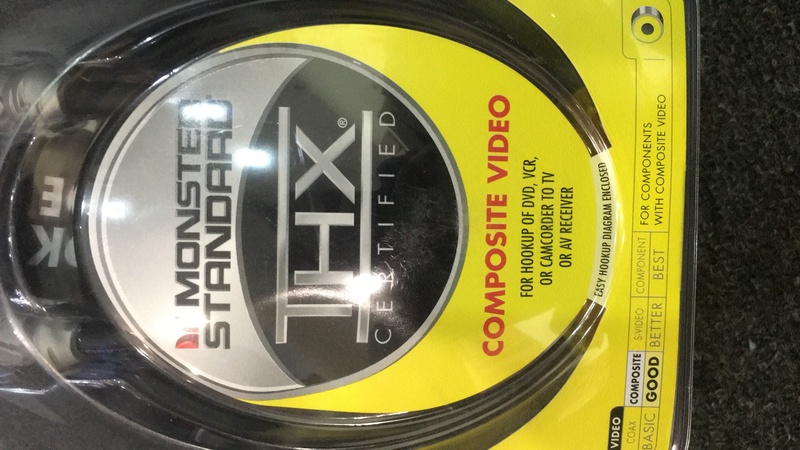 MONSTER
STANDARD
THX®
CERTIFIED
COMPOSITE VIDEO
FOR HOOKUP OF DVD, VCR,
OR CAMCORDER TO TV
OR AV RECEIVER
EASY HOOKUP DIAGRAM ENCLOSED
FOR COMPONENTS
WITH COMPOSITE VIDEO
VIDEO
COAX COMPOSITE S-VIDEO COMPONENT
BASIC GOOD BETTER BEST